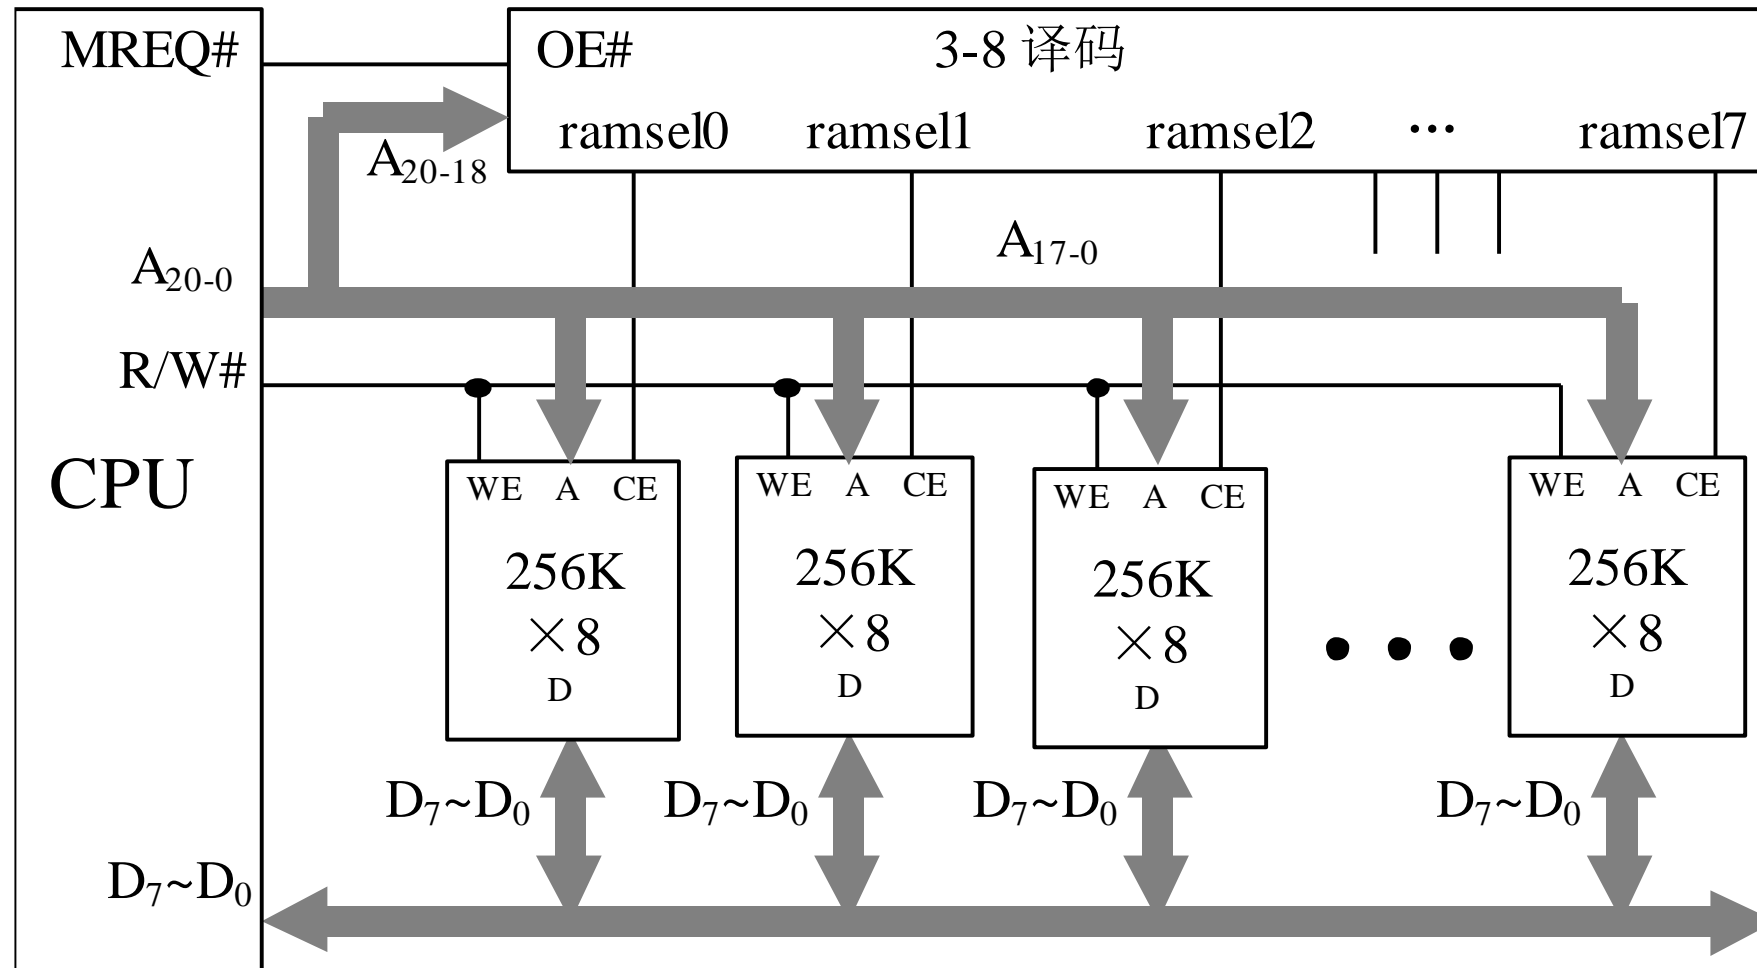 MREQ# OE# 3-8 译码
ramsel0 ramsel1 ramsel2 ··· ramsel7
A20-18
A20-0 A17-0
R/W#
CPU
WE A CE WE A CE WE A CE WE A CE
256K 256K 256K 256K
×8 ×8 ×8 ×8
D D D D
D7~D0 D7~D0 D7~D0 D7~D0
D7~D0